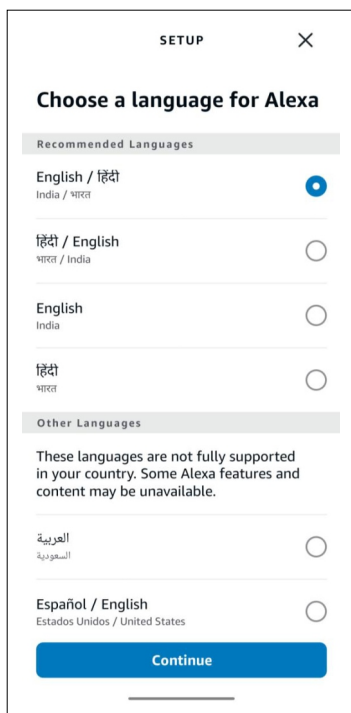 SETUP
Choose a language for Alexa
Recommended Languages
English / हिंदी
India / भारत
हिंदी / English
भारत / India
English
India
हिंदी
भारत
Other Languages
These languages are not fully supported
in your country. Some Alexa features and
content may be unavailable.
العربية
السعودية
Español / English
Estados Unidos / United States
Continue